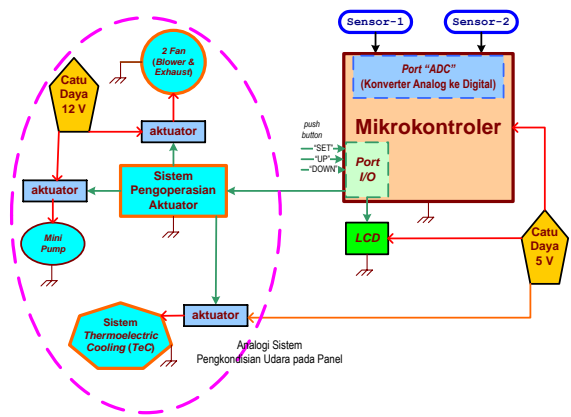 Sensor-1
Sensor-2
2 Fan
(Blower &
Exhaust)
Catu
Daya
12 V
Port "ADC"
(Konverter Analog ke Digital)
Mikrokontroler
push
button
"SET"
"UP"
"DOWN"
Port
I/O
aktuator
aktuator
Sistem
Pengoperasian
Aktuator
Mini
Pump
LCD
Catu
Daya
5 V
aktuator
Sistem
Thermoelectric
Cooling (TeC)
Analogi Sistem
Pengkondisian Udara pada Panel